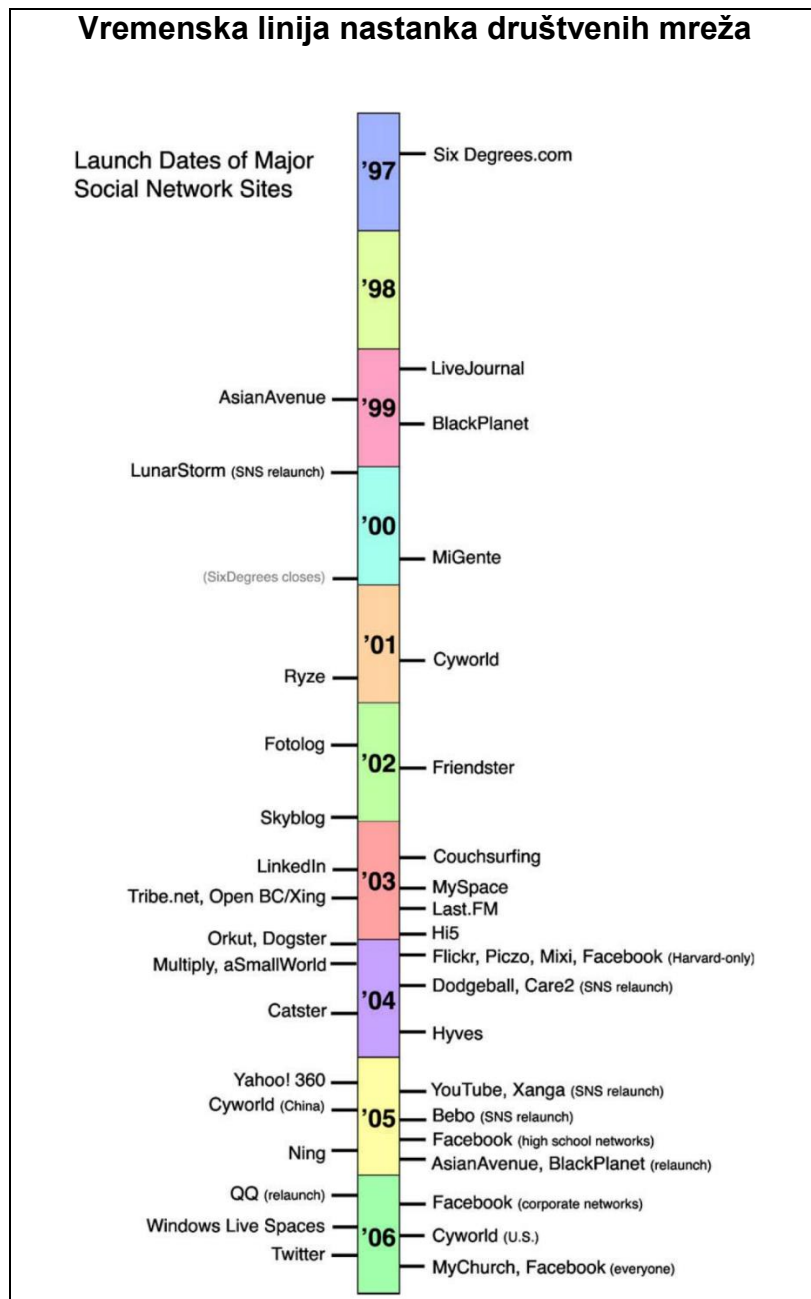 Vremenska linija nastanka društvenih mreža
Launch Dates of Major
Social Network Sites
'97
Six Degrees.com
'98
'99
LiveJournal
AsianAvenue
BlackPlanet
LunarStorm (SNS relaunch)
'00
MiGente
(SixDegrees closes)
'01
Cyworld
Ryze
Fotolog
'02
Friendster
Skyblog
'03
Couchsurfing
LinkedIn
MySpace
Tribe.net, Open BC/Xing
Last.FM
Hi5
Orkut, Dogster
Flickr, Piczo, Mixi, Facebook (Harvard-only)
Multiply, aSmallWorld
'04
Dodgeball, Care2 (SNS relaunch)
Catster
Hyves
Yahoo! 360
YouTube, Xanga (SNS relaunch)
Cyworld (China)
'05
Bebo (SNS relaunch)
Facebook (high school networks)
Ning
AsianAvenue, BlackPlanet (relaunch)
QQ (relaunch)
Facebook (corporate networks)
Windows Live Spaces
'06
Cyworld (U.S.)
Twitter
MyChurch, Facebook (everyone)